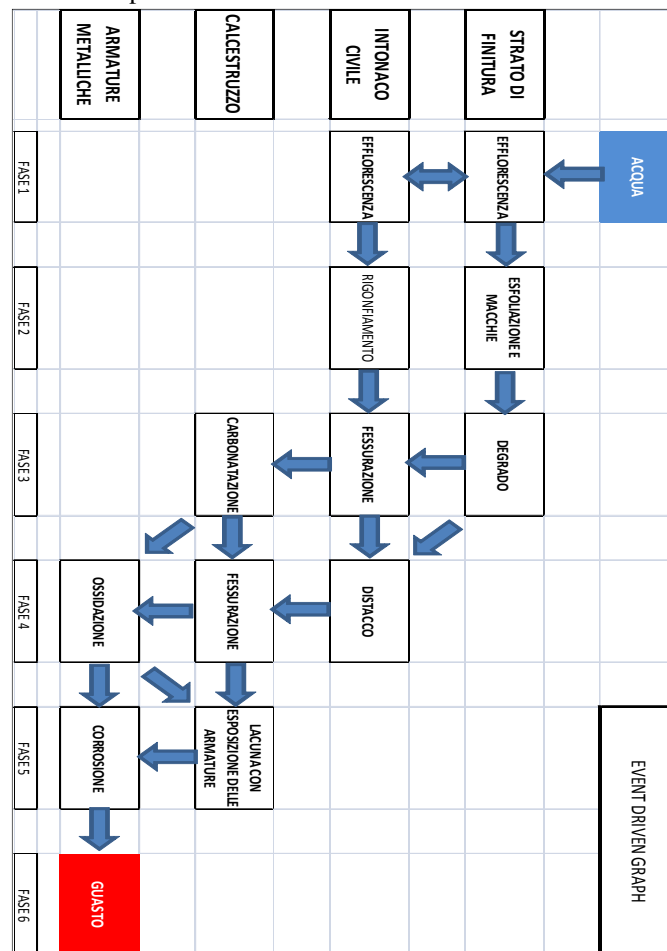 ACQUA
EVENT DRIVEN GRAPH
STRATO DI
FINITURA
EFFLORESCENZA
ESFOLIAZIONE E
MACCHIE
DEGRADO
INTONACO
CIVILE
EFFLORESCENZA
RIGONFIAMENTO
FESSURAZIONE
DISTACCO
CALCESTRUZZO
CARBONATAZIONE
FESSURAZIONE
LACUNA CON
ESPOSIZIONE DELLE
ARMATURE
ARMATURE
METALLICHE
OSSIDAZIONE
CORROSIONE
GUASTO
FASE 1
FASE 2
FASE 3
FASE 4
FASE 5
FASE 6